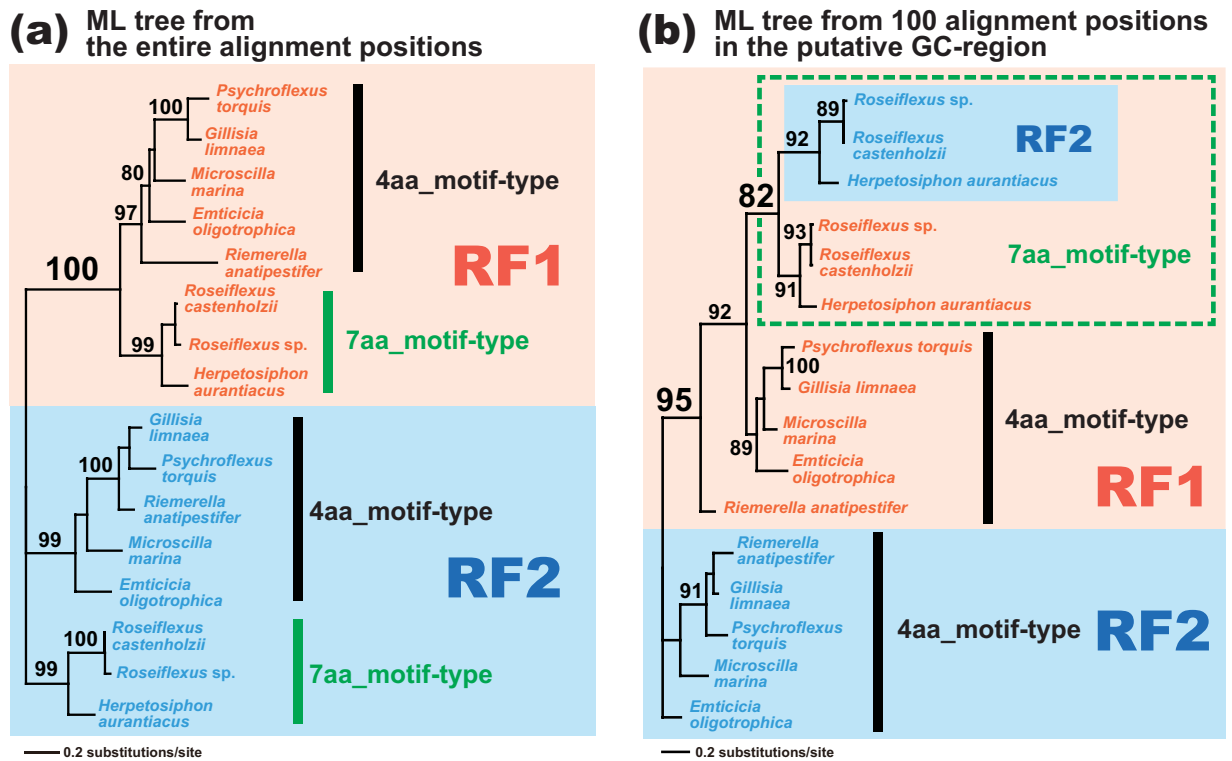 (a) ML tree from
the entire alignment positions
Psychroflexus
torquis
100
Gillisia
limnaea
80
Microscilla
marina
4aa_motif-type
97
Emticicia
oligotrophica
Riemerella
anatipestifer
RF1
100
Roseiflexus
castenholzii
99
Roseiflexus sp.
7aa_motif-type
Herpetosiphon
aurantiacus
Gillisia
limnaea
100
Psychroflexus
torquis
Riemerella
anatipestifer
4aa_motif-type
99
Microscilla
marina
RF2
Emticicia
oligotrophica
Roseiflexus
castenholzii
100
Roseiflexus sp.
99
7aa_motif-type
Herpetosiphon
aurantiacus
0.2 substitutions/site
(b) ML tree from 100 alignment positions
in the putative GC-region
89
Roseiflexus sp.
92
Roseiflexus
castenholzii
RF2
Herpetosiphon aurantiacus
82
Roseiflexus sp.
93
Roseiflexus
castenholzii
7aa_motif-type
91
Herpetosiphon aurantiacus
92
Psychroflexus torquis
100
Gillisia limnaea
95
Microscilla
marina
4aa_motif-type
89
Emticicia
oligotrophica
RF1
Riemerella anatipestifer
Riemerella
anatipestifer
91
Gillisia
limnaea
Psychroflexus
torquis
4aa_motif-type
RF2
Microscilla
marina
Emticicia
oligotrophica
0.2 substitutions/site